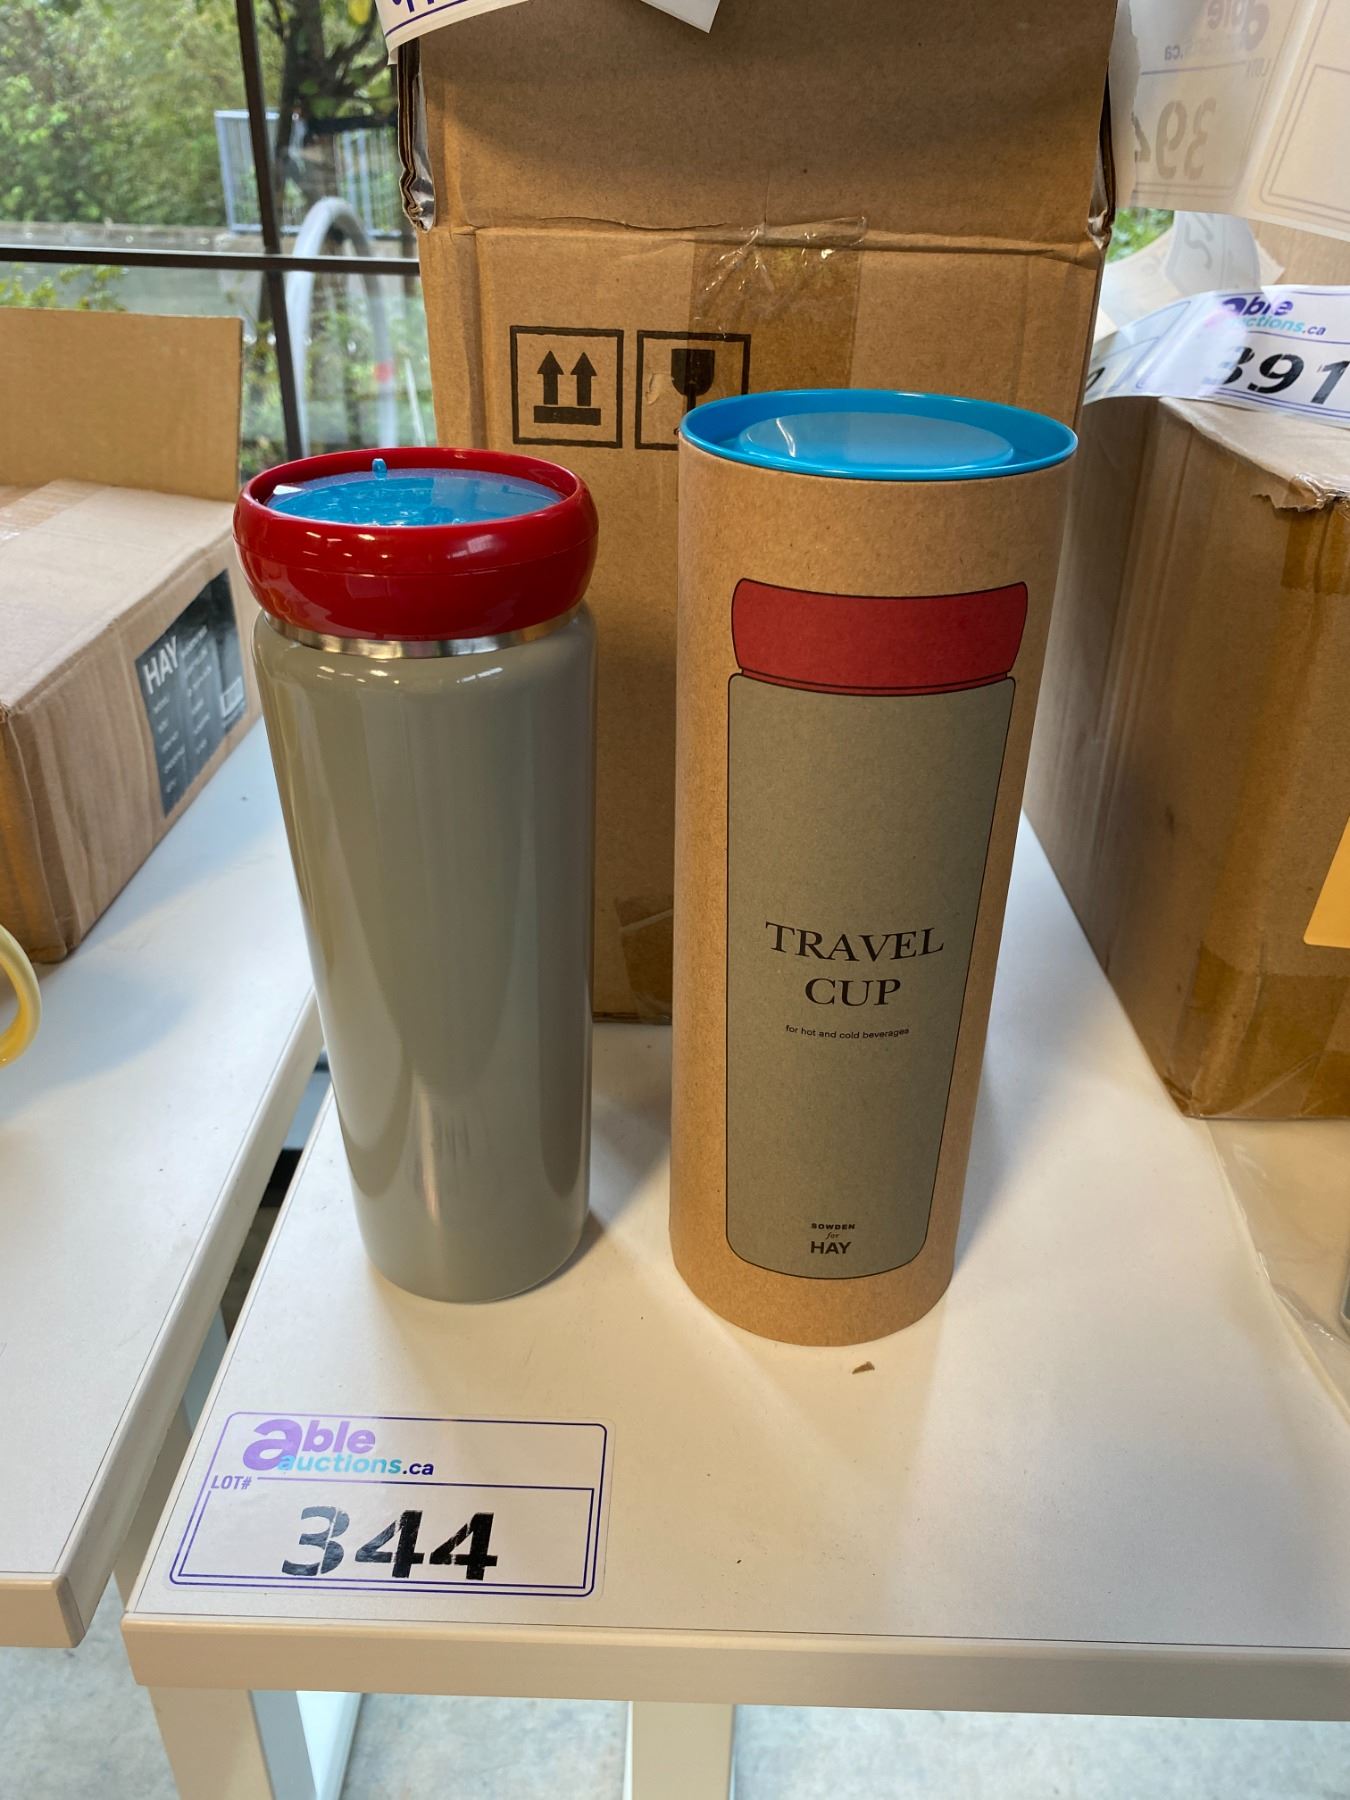 394
able
auctions.ca
391
HAY
TRAVEL
CUP
for hot and cold beverages
SOWDEN
for
HAY
able
auctions.ca
LOT#
344